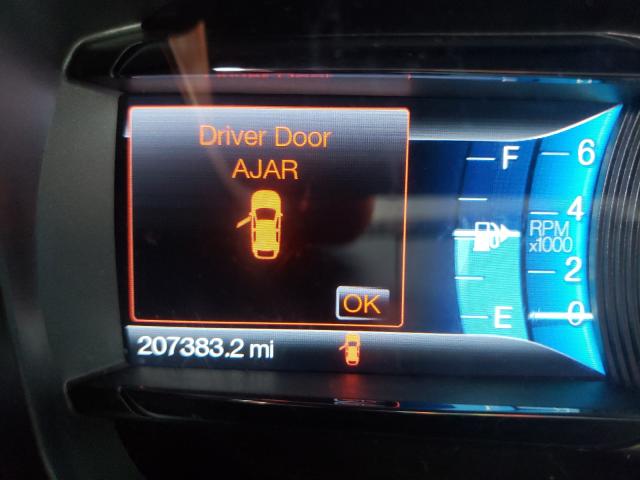 Driver Door
AJAR
OK
207383.2 mi
F
E
6
4
RPM
x1000
2
0